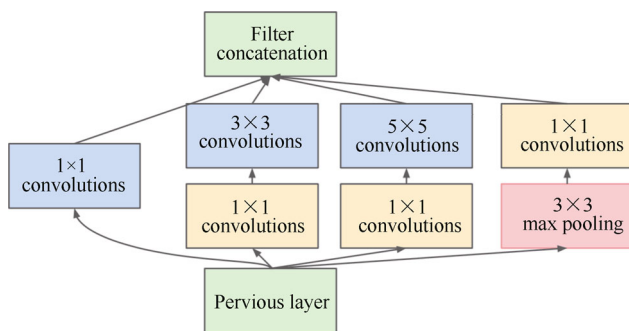 Filter
concatenation
1×1
convolutions
3×3
convolutions
5×5
convolutions
1×1
convolutions
1×1
convolutions
1×1
convolutions
3×3
max pooling
Pervious layer